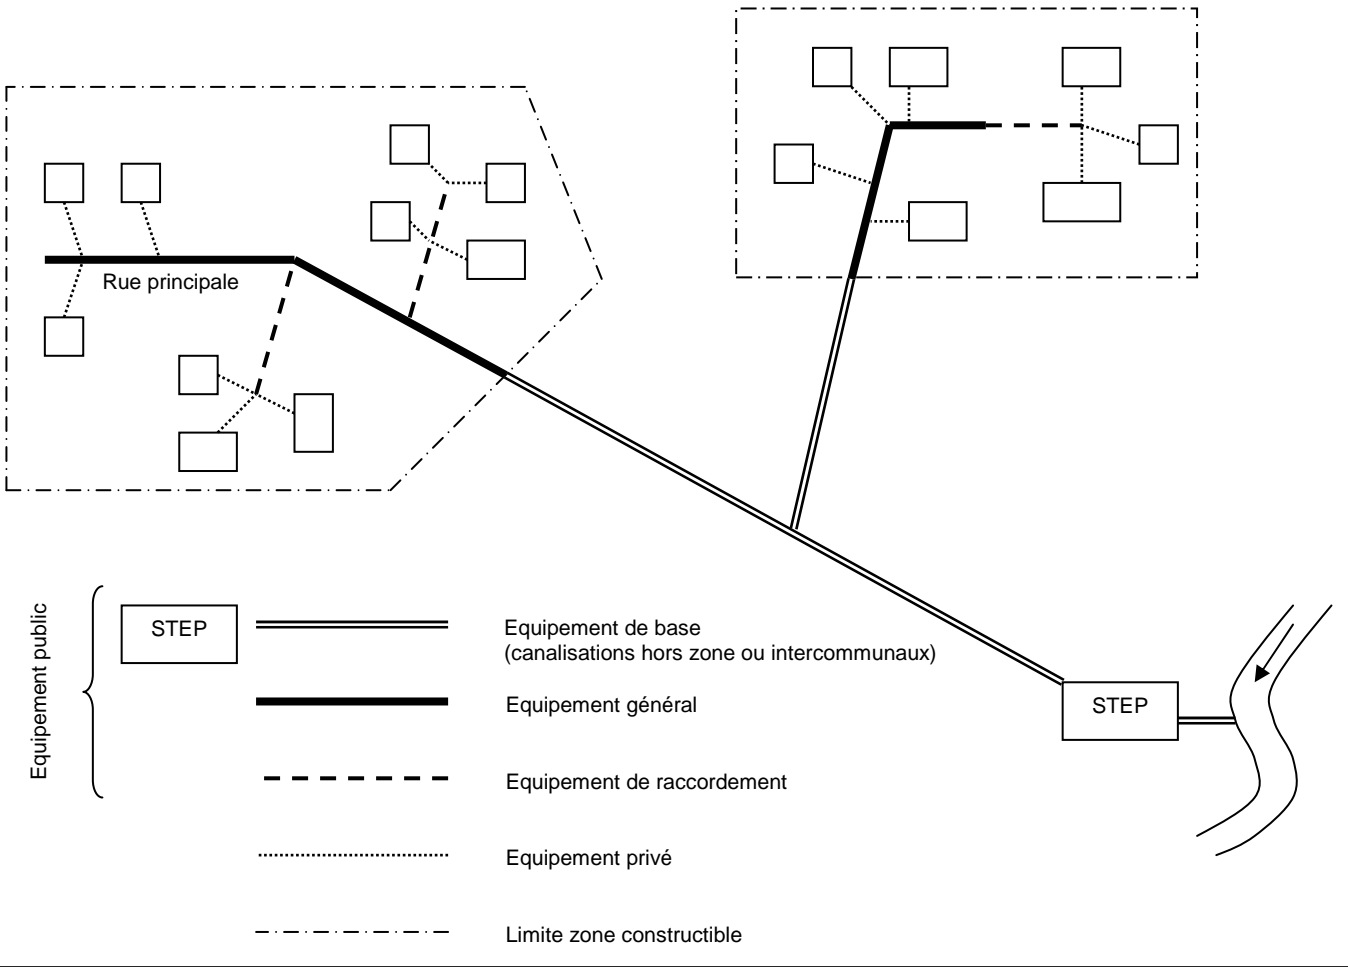 Rue principale
Equipement public
STEP
Equipement de base
(canalisations hors zone ou intercommunaux)
Equipement général
STEP
Equipement de raccordement
Equipement privé
Limite zone constructible